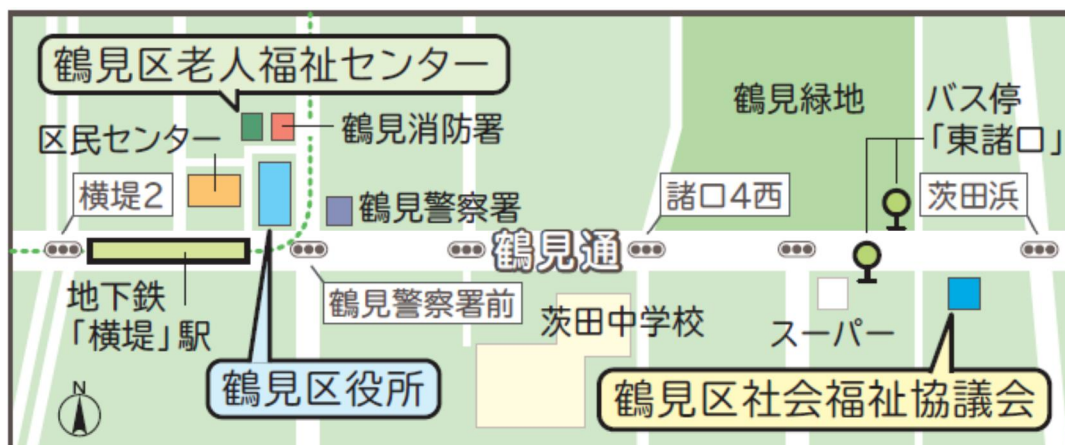 鶴見区老人福祉センター
鶴見緑地
バス停
「東諸口」
鶴見消防署
区民センター
横堤2
鶴見警察署
諸口4西
茨田浜
鶴見通
地下鉄
「横堤」駅
鶴見警察署前
茨田中学校
スーパー
鶴見区役所
鶴見区社会福祉協議会
N